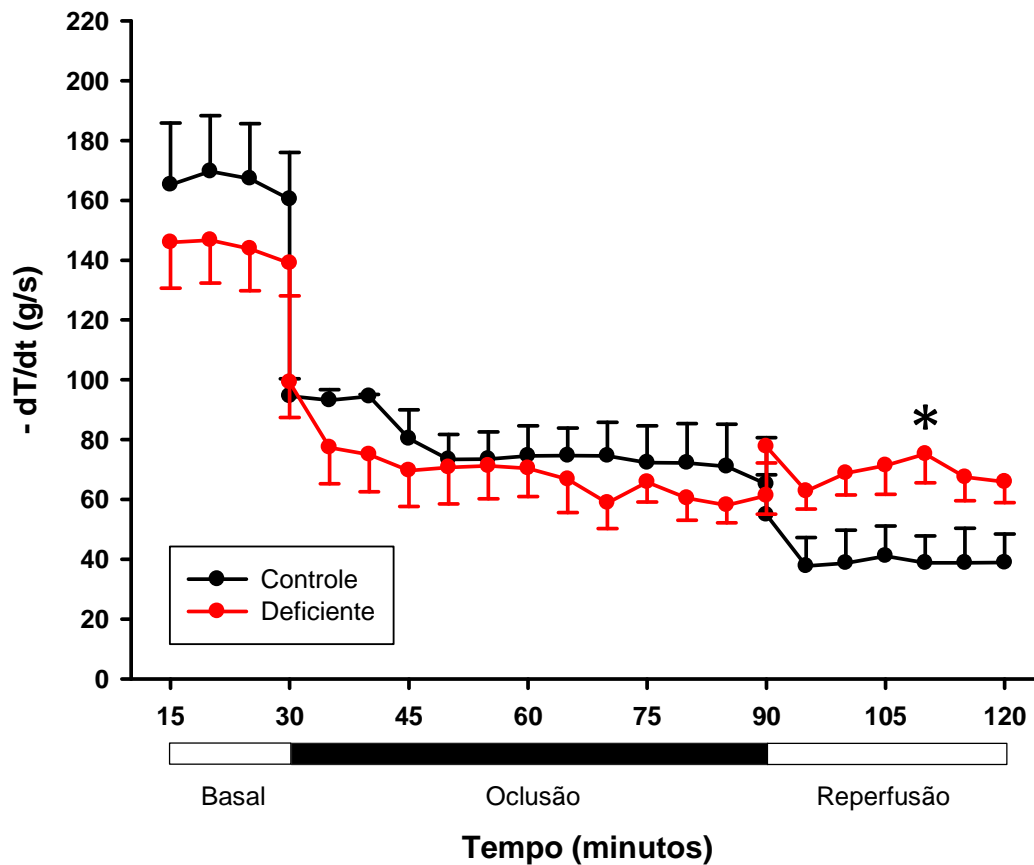 220
200
180
160
140
120
100
80
60
40
20
0
- dT/dt (g/s)
*
Controle
Deficiente
15 30 45 60 75 90 105 120
Basal Oclusão Reperfusão
Tempo (minutos)